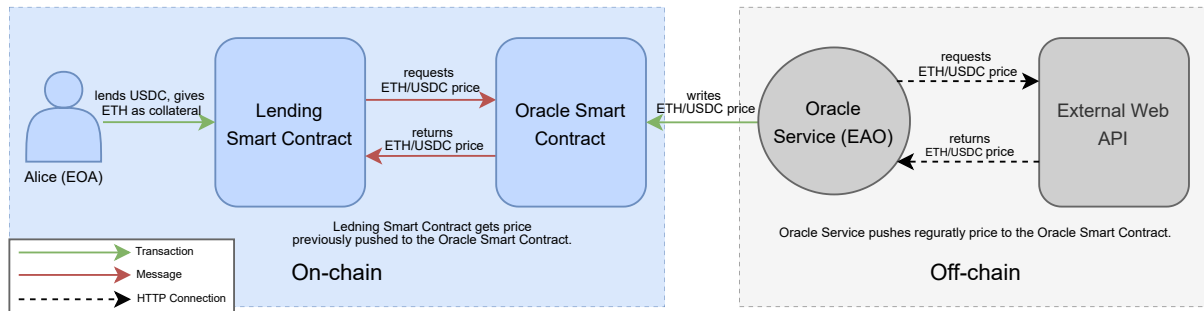 Alice (EOA)
lends USDC, gives
ETH as collateral
Lending
Smart Contract
requests
ETH/USDC price
returns
ETH/USDC price
Oracle Smart
Contract
writes
ETH/USDC price
Oracle
Service (EAO)
requests
ETH/USDC price
returns
ETH/USDC price
External Web
API
Ledning Smart Contract gets price
previously pushed to the Oracle Smart Contract.
Oracle Service pushes reguratly price to the Oracle Smart Contract.
Transaction
Message
HTTP Connection
On-chain
Off-chain